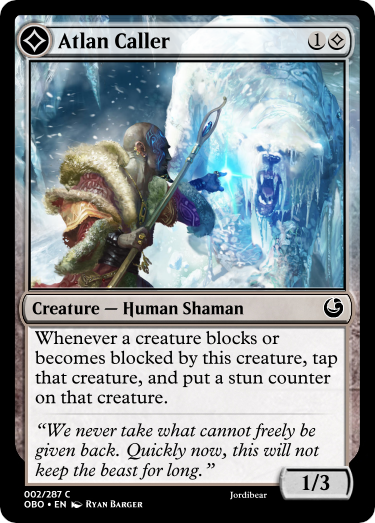 Atlan Caller 1
Creature — Human Shaman
Whenever a creature blocks or
becomes blocked by this creature, tap
that creature, and put a stun counter
on that creature.
“We never take what cannot freely be
given back. Quickly now, this will not
keep the beast for long.”
1/3
002/287 C
OBO • EN Ryan Barger
Jordibear